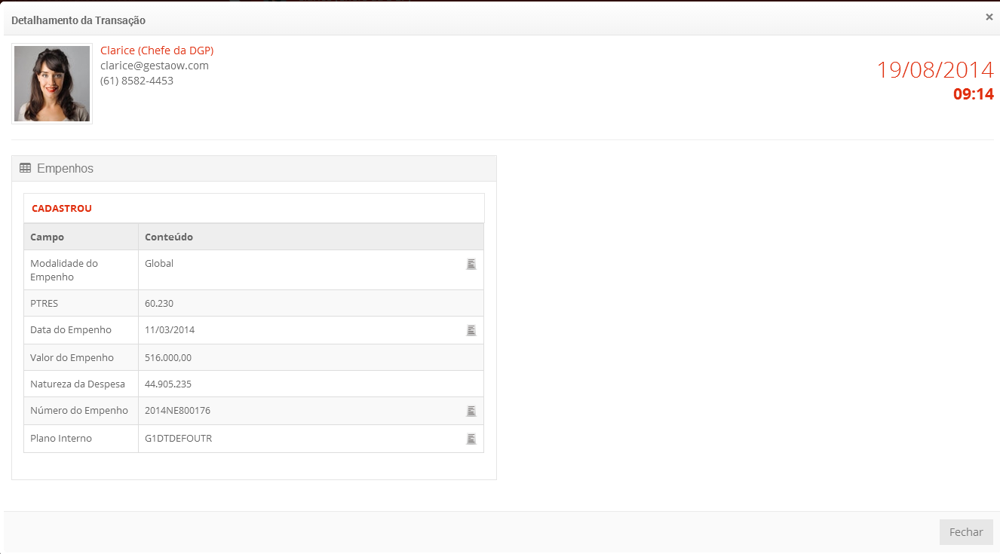 Detalhamento da Transação
×
Clarice (Chefe da DGP)
clarice@gestaow.com
(61) 8582-4453
19/08/2014
09:14
Empenhos
CADASTROU
Campo Conteúdo
Modalidade do Empenho Global
PTRES 60.230
Data do Empenho 11/03/2014
Valor do Empenho 516.000,00
Natureza da Despesa 44.905.235
Número do Empenho 2014NE800176
Plano Interno G1DTDEFOUTR
Fechar